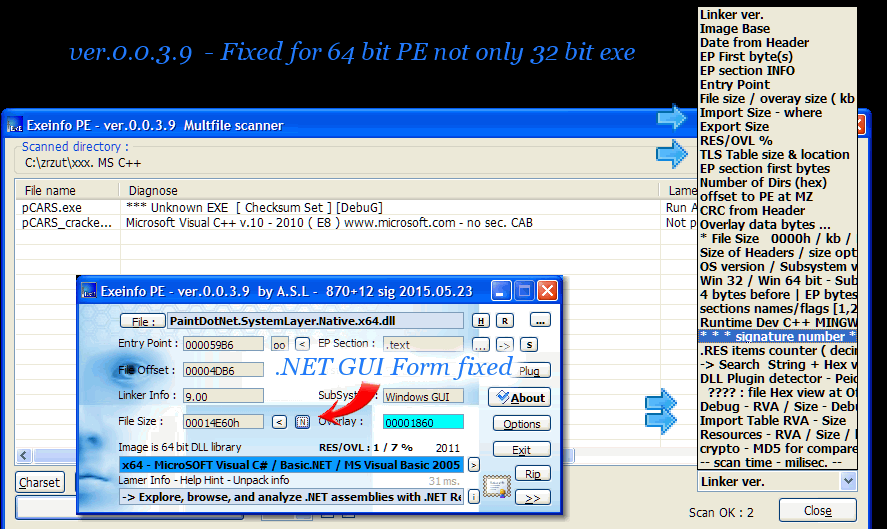 ver.0.0.3.9 - Fixed for 64 bit PE not only 32 bit exe
Linker ver.
Image Base
Date from Header
EP First byte(s)
EP section INFO
Entry Point
File size / overay size ( kb
Import Size - where
Export Size
RES/OVL %
TLS Table size & location
EP section first bytes
Number of Dirs (hex)
offset to PE at MZ
CRC from Header
Overlay data bytes ...
* File Size 0000h / kb /
Size of Headers / size opt
OS version / Subsystem v
Win 32 / Win 64 bit - Sub
4 bytes before | EP bytes
sections names/flags [1,2
Runtime Dev C++ MINGW
* * * signature number *
.RES items counter ( decin
-> Search String + Hex v
DLL Plugin detector - Peid
???? : file Hex view at Of
Debug - RVA / Size - Debu
Import Table RVA - Size
Resources - RVA / Size / l
crypto - MD5 for compare
-- scan time - milisec. --
Linker ver.
Exeinfo PE - ver.0.0.3.9 Multfile scanner
Scanned directory :
C:\zrzut\xxx. MS C++
File name Diagnose Lame
pCARS.exe *** Unknown EXE [ Checksum Set ] [DebuG] Run A
pCARS_cracke... Microsoft Visual C++ v.10 - 2010 ( E8 ) www.microsoft.com - no sec. CAB Not p
Exeinfo PE - ver.0.0.3.9 by A.S.L - 870+12 sig 2015.05.23
File : PaintDotNet.SystemLayer.Native.x64.dll H R ...
Entry Point : 000059B6 oo < EP Section : .text ... -> S
File Offset : 00004DB6 .NET GUI Form fixed Plug
Linker Info : 9.00 SubSystem : Windows GUI About
File Size : 00014E60h < N Overlay : 00001860 Options
Image is 64 bit DLL library RES/OVL : 1 / 7 % 2011 Exit
x64 - MicroSOFT Visual C# / Basic.NET / MS Visual Basic 2005 >
Lamer Info - Help Hint - Unpack info 31 ms. Rip
-> Explore, browse, and analyze .NET assemblies with .NET Re i >>
Charset
Scan OK : 2 Close